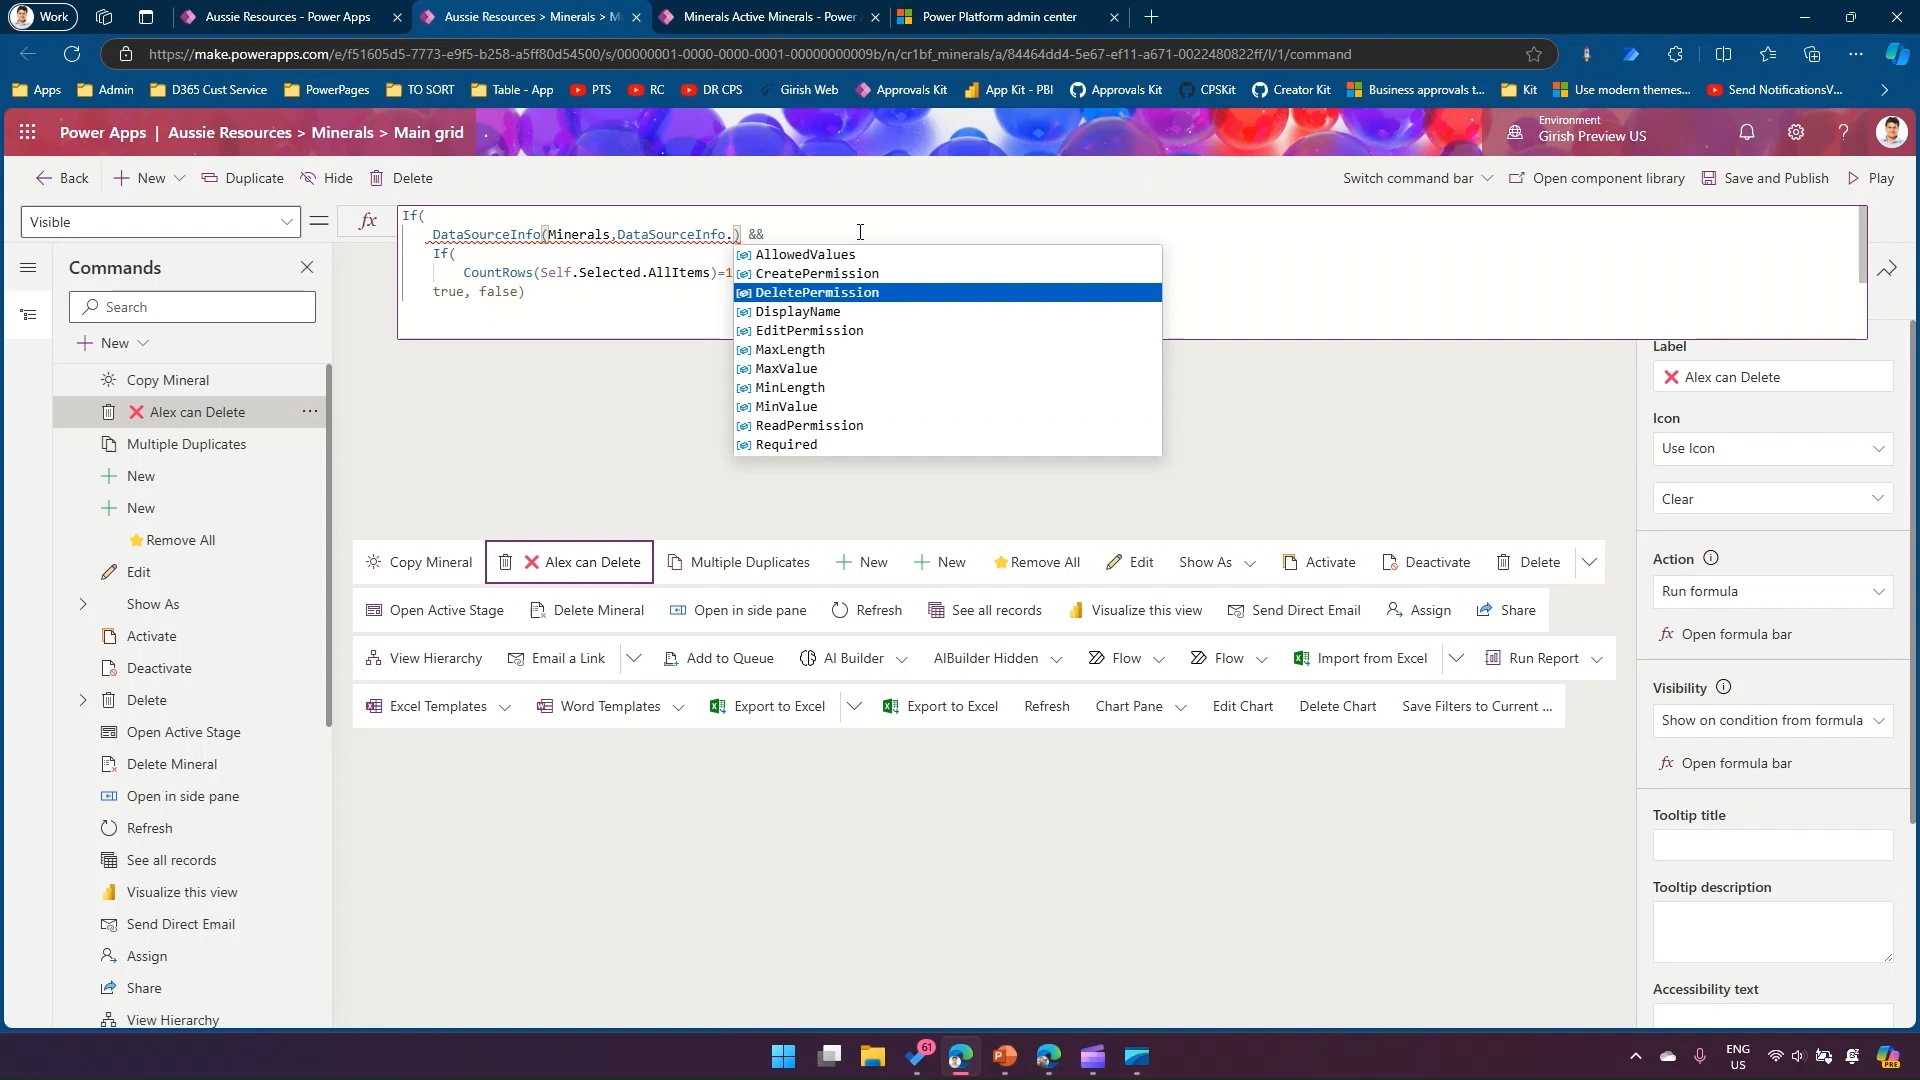 Work
Aussie Resources - Power Apps
Aussie Resources > Minerals > M
Minerals Active Minerals - Power
Power Platform admin center
https://make.powerapps.com/e/f51605d5-7773-e9f5-b258-a5ff80d54500/s/00000001-0000-0000-0001-00000000009b/n/cr1bf_minerals/a/84464dd4-5e67-ef11-a671-0022480822ff/l/1/command
Apps
Admin
D365 Cust Service
PowerPages
TO SORT
Table - App
PTS
RC
DR CPS
Girish Web
Approvals Kit
App Kit - PBI
Approvals Kit
CPSKit
Creator Kit
Business approvals t...
Kit
Use modern themes...
Send NotificationsV...
Power Apps | Aussie Resources > Minerals > Main grid
Environment
Girish Preview US
Back
New
Duplicate
Hide
Delete
Switch command bar
Open component library
Save and Publish
Play
Visible
= fx
If(
DataSourceInfo(Minerals,DataSourceInfo.) &&
If(
CountRows(Self.Selected.AllItems)=1
true, false)
AllowedValues
CreatePermission
DeletePermission
DisplayName
EditPermission
MaxLength
MaxValue
MinLength
MinValue
ReadPermission
Required
Commands
Search
New
Copy Mineral
Alex can Delete
Multiple Duplicates
New
New
Remove All
Edit
Show As
Activate
Deactivate
Delete
Open Active Stage
Delete Mineral
Open in side pane
Refresh
See all records
Visualize this view
Send Direct Email
Assign
Share
View Hierarchy
Copy Mineral
Alex can Delete
Multiple Duplicates
New
New
Remove All
Edit
Show As
Activate
Deactivate
Delete
Open Active Stage
Delete Mineral
Open in side pane
Refresh
See all records
Visualize this view
Send Direct Email
Assign
Share
View Hierarchy
Email a Link
Add to Queue
AI Builder
AIBuilder Hidden
Flow
Flow
Import from Excel
Run Report
Excel Templates
Word Templates
Export to Excel
Export to Excel
Refresh
Chart Pane
Edit Chart
Delete Chart
Save Filters to Current ...
Label
Alex can Delete
Icon
Use Icon
Clear
Action
Run formula
fx Open formula bar
Visibility
Show on condition from formula
fx Open formula bar
Tooltip title
Tooltip description
Accessibility text
61
ENG
US
PRE